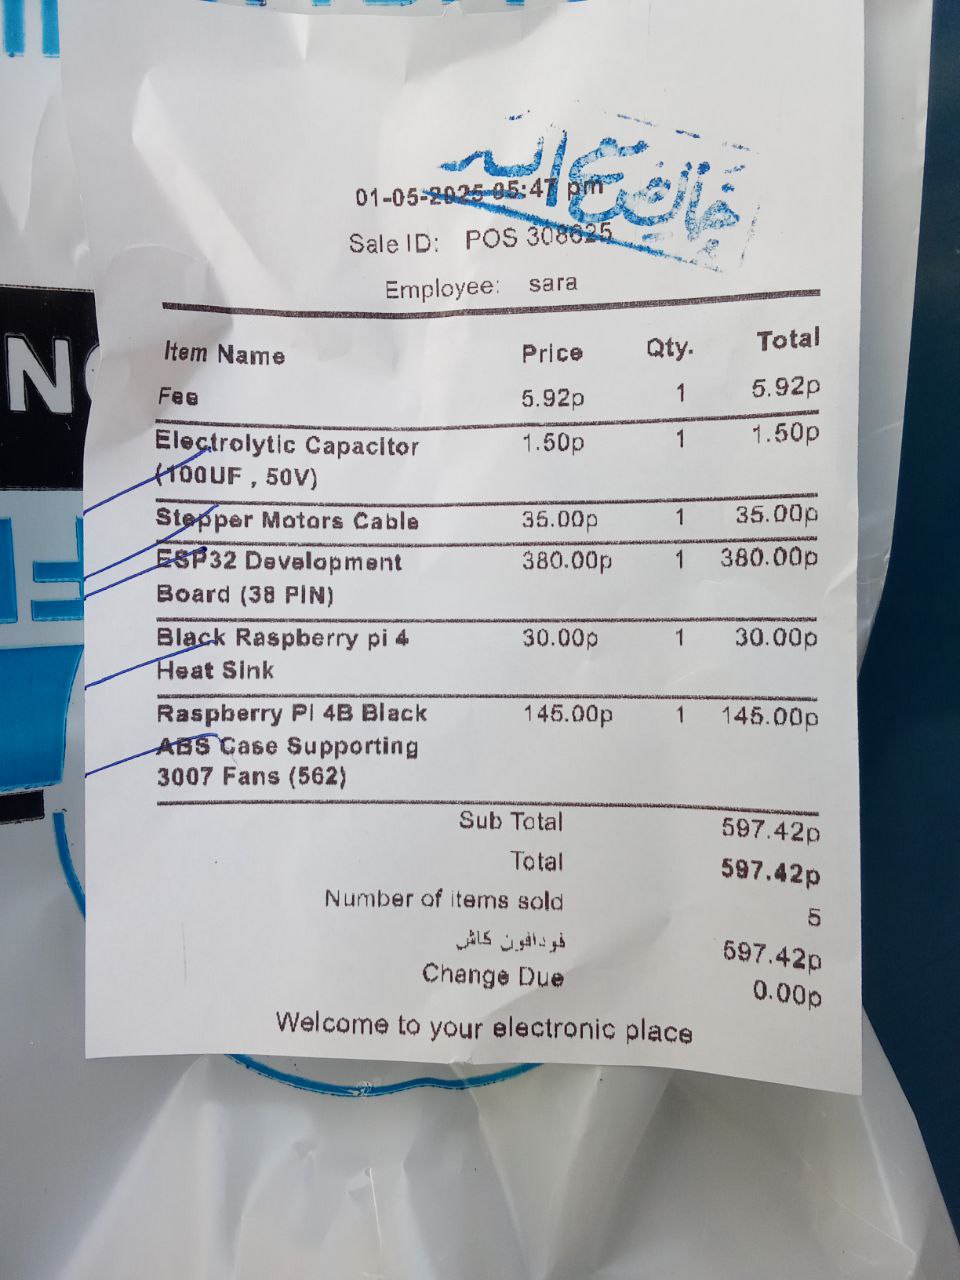 01-05-2025 05:47 pm
Sale ID: POS 308625
Employee: sara
Item Name Price Qty. Total
Fee 5.92p 1 5.92p
Electrolytic Capacitor 1.50p 1 1.50p
(100UF , 50V)
Stepper Motors Cable 35.00p 1 35.00p
ESP32 Development 380.00p 1 380.00p
Board (38 PIN)
Black Raspberry pi 4 30.00p 1 30.00p
Heat Sink
Raspberry Pi 4B Black 145.00p 1 145.00p
ABS Case Supporting
3007 Fans (562)
Sub Total 597.42p
Total 597.42p
Number of items sold 5
فودافون كاش 597.42p
Change Due 0.00p
Welcome to your electronic place